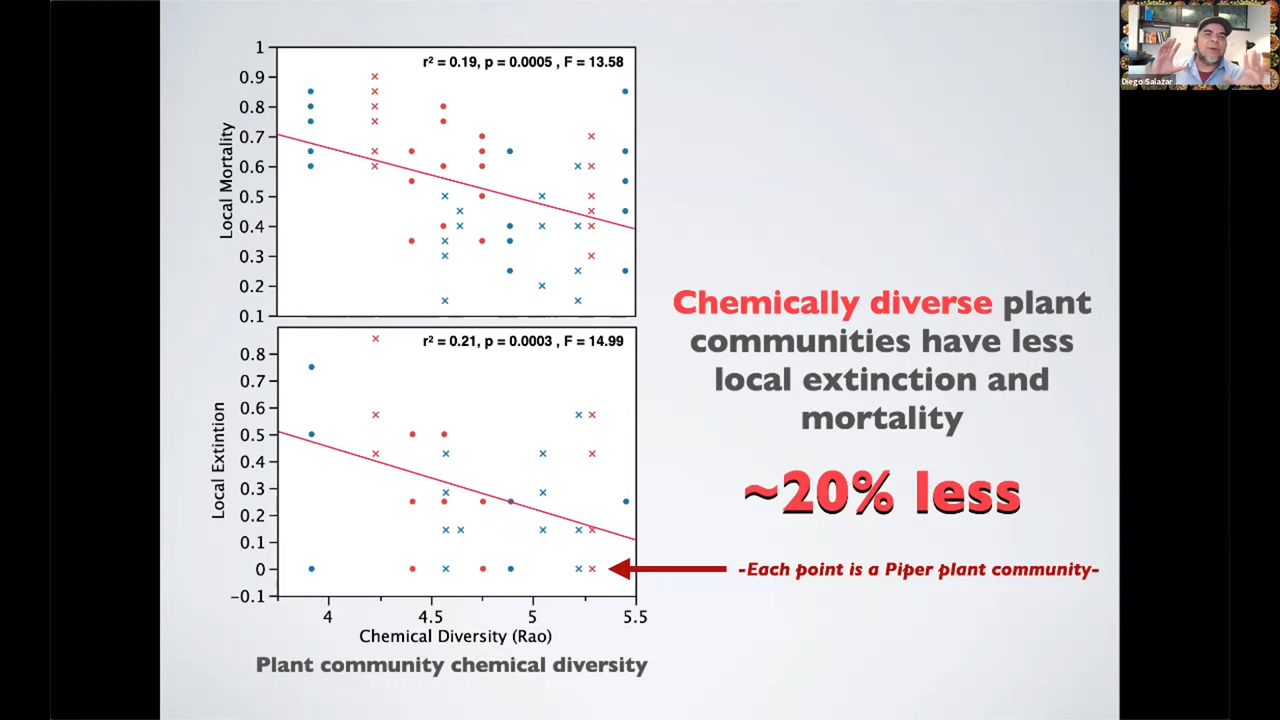 Diego Salazar
r² = 0.19, p = 0.0005 , F = 13.58
Local Mortality
1
0.9
0.8
0.7
0.6
0.5
0.4
0.3
0.2
0.1
r² = 0.21, p = 0.0003 , F = 14.99
Local Extintion
0.8
0.7
0.6
0.5
0.4
0.3
0.2
0.1
0
−0.1
4
4.5
5
5.5
Chemical Diversity (Rao)
Plant community chemical diversity
Chemically diverse plant
communities have less
local extinction and
mortality
~20% less
-Each point is a Piper plant community-